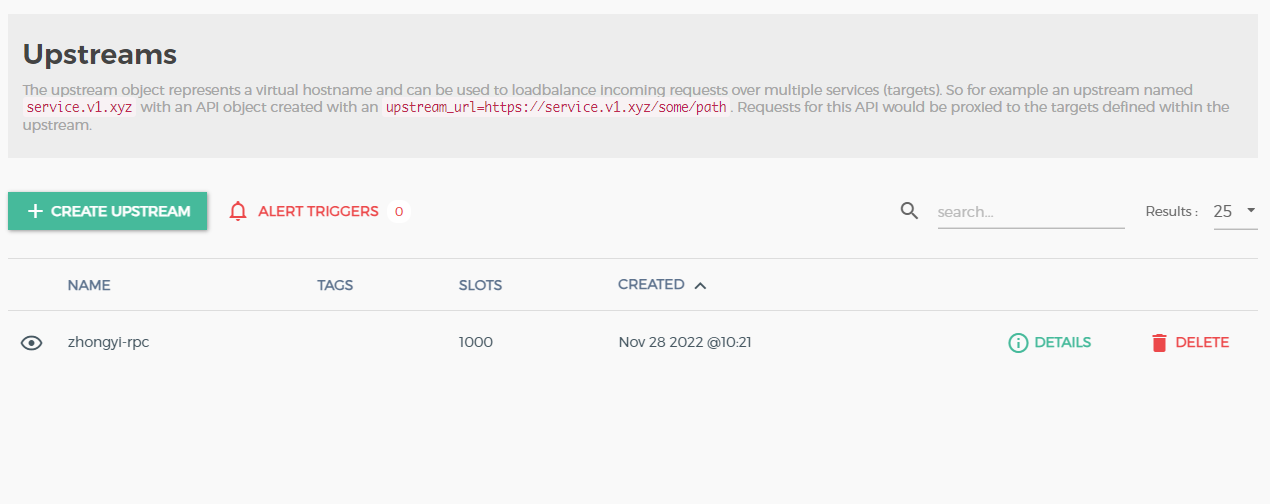 Upstreams
The upstream object represents a virtual hostname and can be used to loadbalance incoming requests over multiple services (targets). So for example an upstream named
service.v1.xyz with an API object created with an upstream_url=https://service.v1.xyz/some/path. Requests for this API would be proxied to the targets defined within the
upstream.
+ CREATE UPSTREAM ALERT TRIGGERS 0 search... Results : 25
NAME TAGS SLOTS CREATED
zhongyi-rpc 1000 Nov 28 2022 @10:21 DETAILS DELETE